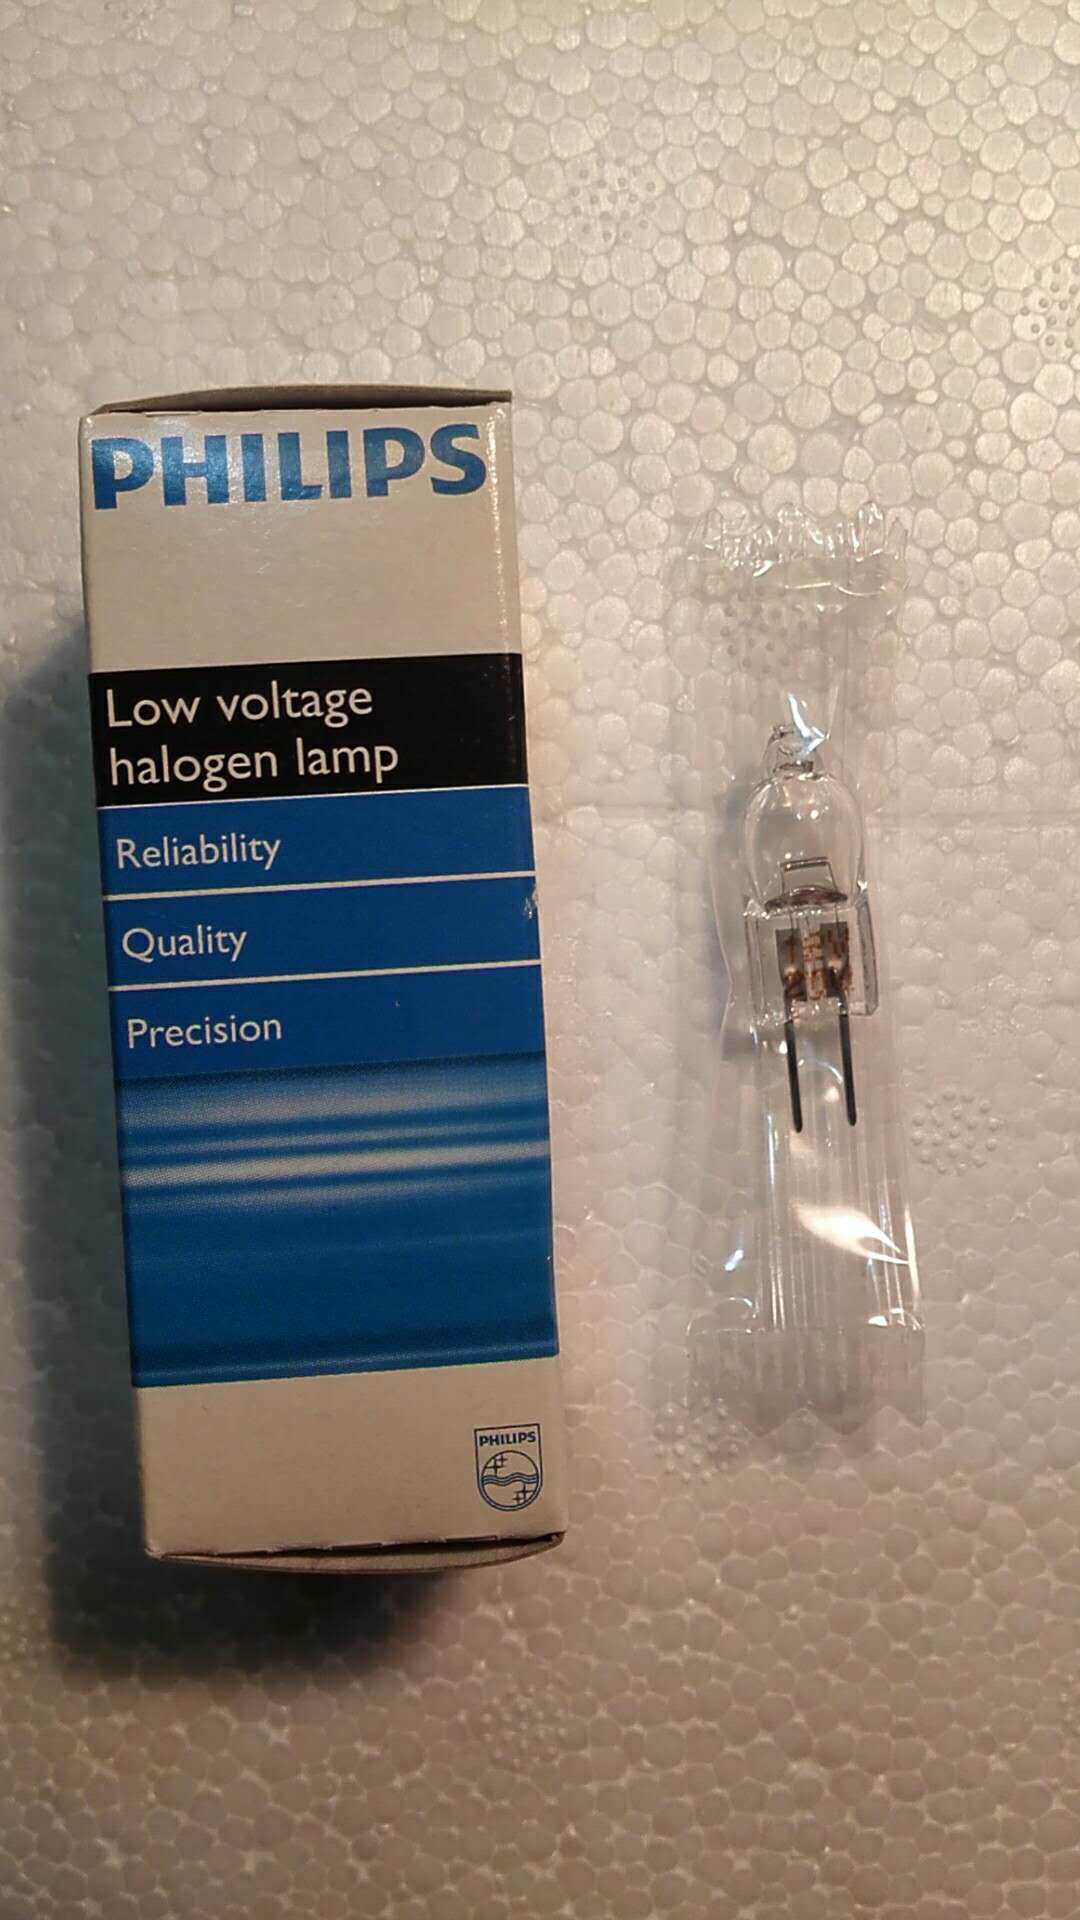 PHILIPS
Low voltage
halogen lamp
Reliability
Quality
Precision
PHILIPS